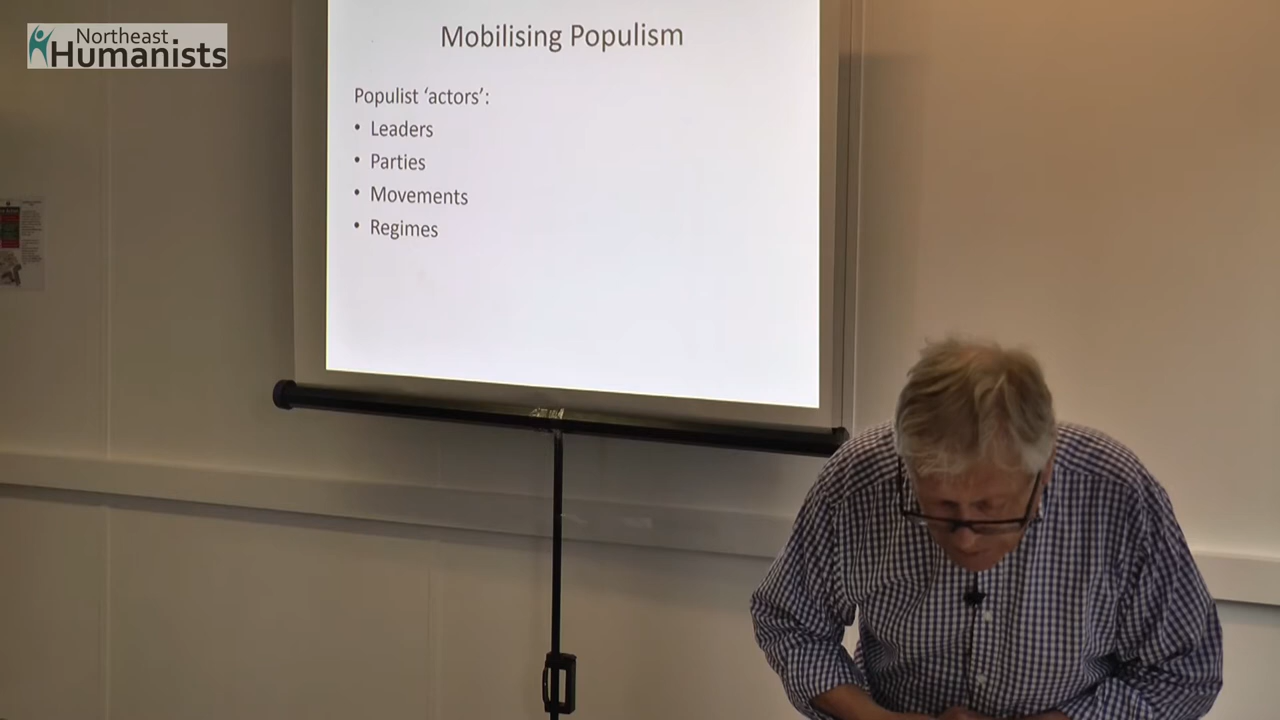 Northeast
Humanists
Mobilising Populism
Populist ‘actors’:
• Leaders
• Parties
• Movements
• Regimes